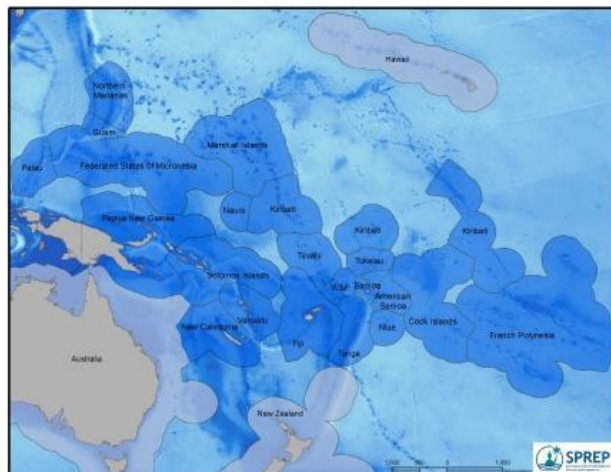 Hawaii
Northern
Marianas
Guam
Marshall Islands
Palau
Federated States of Micronesia
Nauru
Kiribati
Kiribati
Kiribati
Papua New Guinea
Tuvalu
Tokelau
Solomon Islands
W&F
Samoa
American
Samoa
New Caledonia
Vanuatu
Fiji
Tonga
Niue
Cook Islands
French Polynesia
Australia
New Zealand
0
SPREP